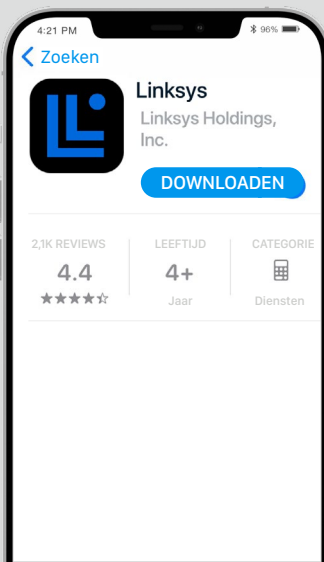 4:21 PM
96%
Zoeken
Linksys
Linksys Holdings,
Inc.
DOWNLOADEN
2,1K REVIEWS
LEEFTIJD
CATEGORIE
4.4
4+
Jaar
Diensten